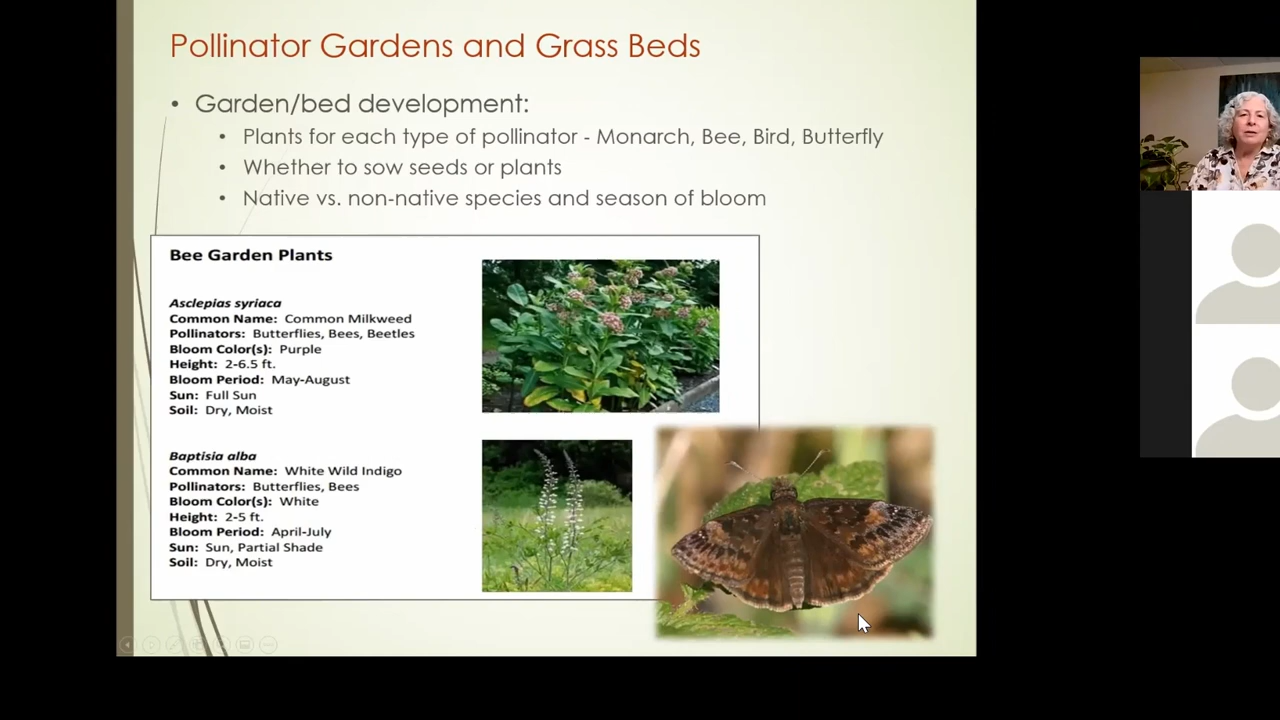 Pollinator Gardens and Grass Beds
• Garden/bed development:
• Plants for each type of pollinator - Monarch, Bee, Bird, Butterfly
• Whether to sow seeds or plants
• Native vs. non-native species and season of bloom
Bee Garden Plants
Asclepias syriaca
Common Name: Common Milkweed
Pollinators: Butterflies, Bees, Beetles
Bloom Color(s): Purple
Height: 2-6.5 ft.
Bloom Period: May-August
Sun: Full Sun
Soil: Dry, Moist
Baptisia alba
Common Name: White Wild Indigo
Pollinators: Butterflies, Bees
Bloom Color(s): White
Height: 2-5 ft.
Bloom Period: April-July
Sun: Sun, Partial Shade
Soil: Dry, Moist